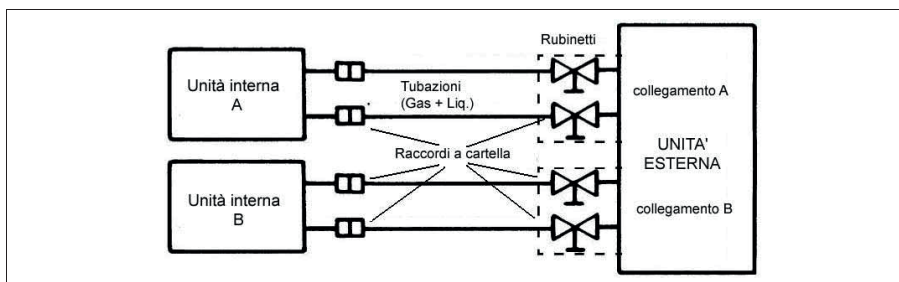 Rubinetti
Unità interna
A
Tubazioni
(Gas + Liq.)
collegamento A
Raccordi a cartella
UNITA'
ESTERNA
Unità interna
B
collegamento B